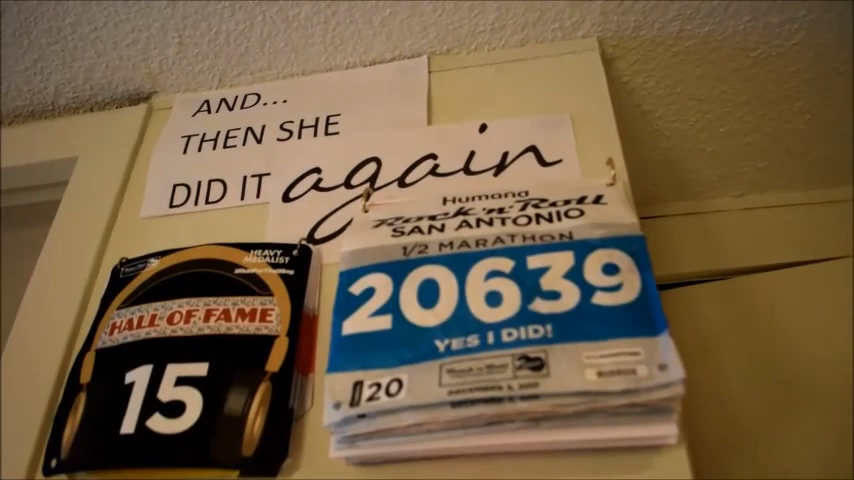 AND...
THEN SHE
DID IT again
Humana
Rock 'n' Roll
SAN ANTONIO
1/2 MARATHON
20639
YES I DID!
20
HEAVY
MEDALIST
HALL OF FAME
15